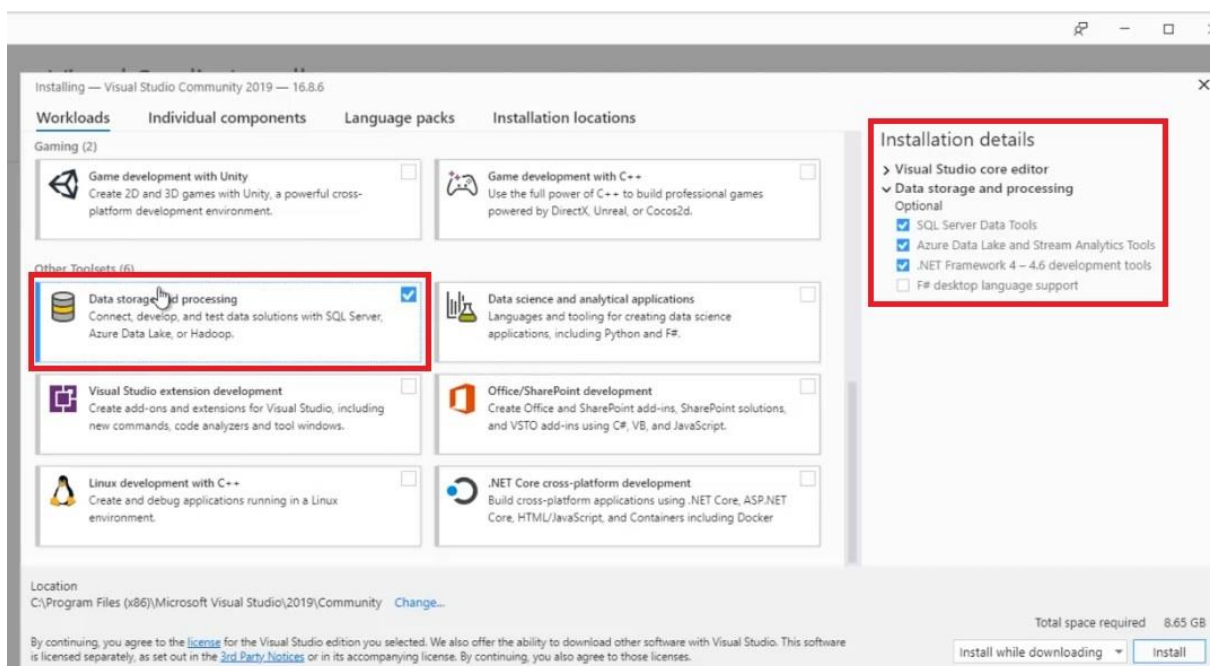 Installing — Visual Studio Community 2019 — 16.8.6
Workloads
Individual components
Language packs
Installation locations
Gaming (2)
Game development with Unity
Create 2D and 3D games with Unity, a powerful cross-
platform development environment.
Game development with C++
Use the full power of C++ to build professional games
powered by DirectX, Unreal, or Cocos2d.
Other Toolsets (6)
Data storage and processing
Connect, develop, and test data solutions with SQL Server,
Azure Data Lake, or Hadoop.
Data science and analytical applications
Languages and tooling for creating data science
applications, including Python and F#.
Visual Studio extension development
Create add-ons and extensions for Visual Studio, including
new commands, code analyzers and tool windows.
Office/SharePoint development
Create Office and SharePoint add-ins, SharePoint solutions,
and VSTO add-ins using C#, VB, and JavaScript.
Linux development with C++
Create and debug applications running in a Linux
environment.
.NET Core cross-platform development
Build cross-platform applications using .NET Core, ASP.NET
Core, HTML/JavaScript, and Containers including Docker
Installation details
Visual Studio core editor
Data storage and processing
Optional
SQL Server Data Tools
Azure Data Lake and Stream Analytics Tools
.NET Framework 4 – 4.6 development tools
F# desktop language support
Location
C:\Program Files (x86)\Microsoft Visual Studio\2019\Community Change...
By continuing, you agree to the license for the Visual Studio edition you selected. We also offer the ability to download other software with Visual Studio. This software
is licensed separately, as set out in the 3rd Party Notices or in its accompanying license. By continuing, you also agree to those licenses.
Total space required 8.65 GB
Install while downloading
Install